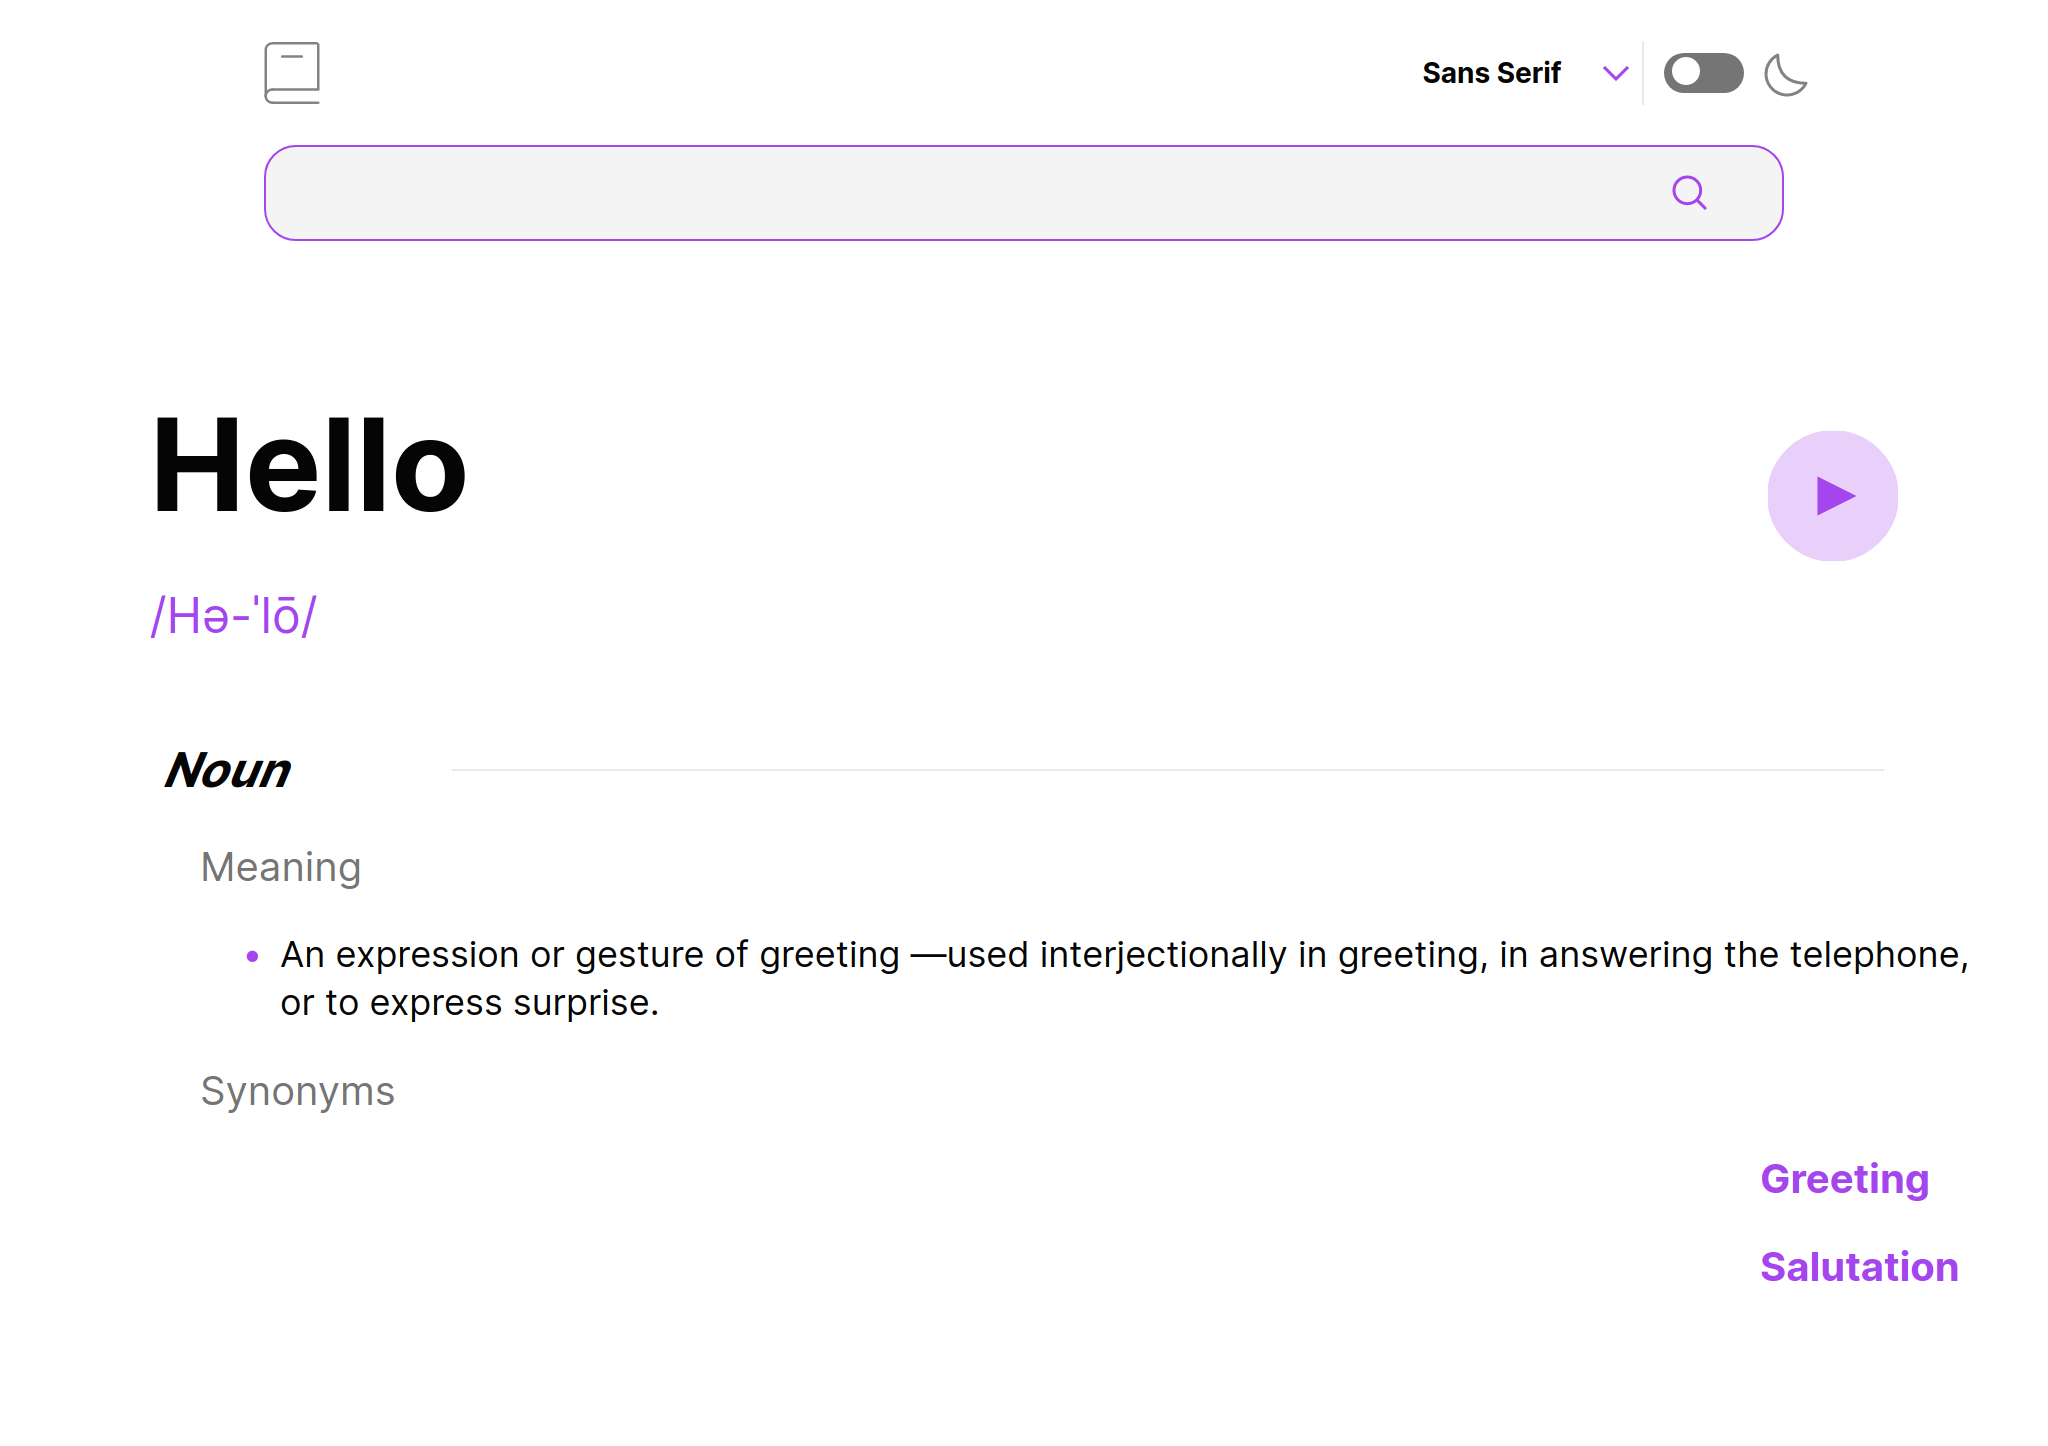 Sans Serif
Hello
/Hə-ˈlō/
Noun
Meaning
An expression or gesture of greeting —used interjectionally in greeting, in answering the telephone,
or to express surprise.
Synonyms
Greeting
Salutation